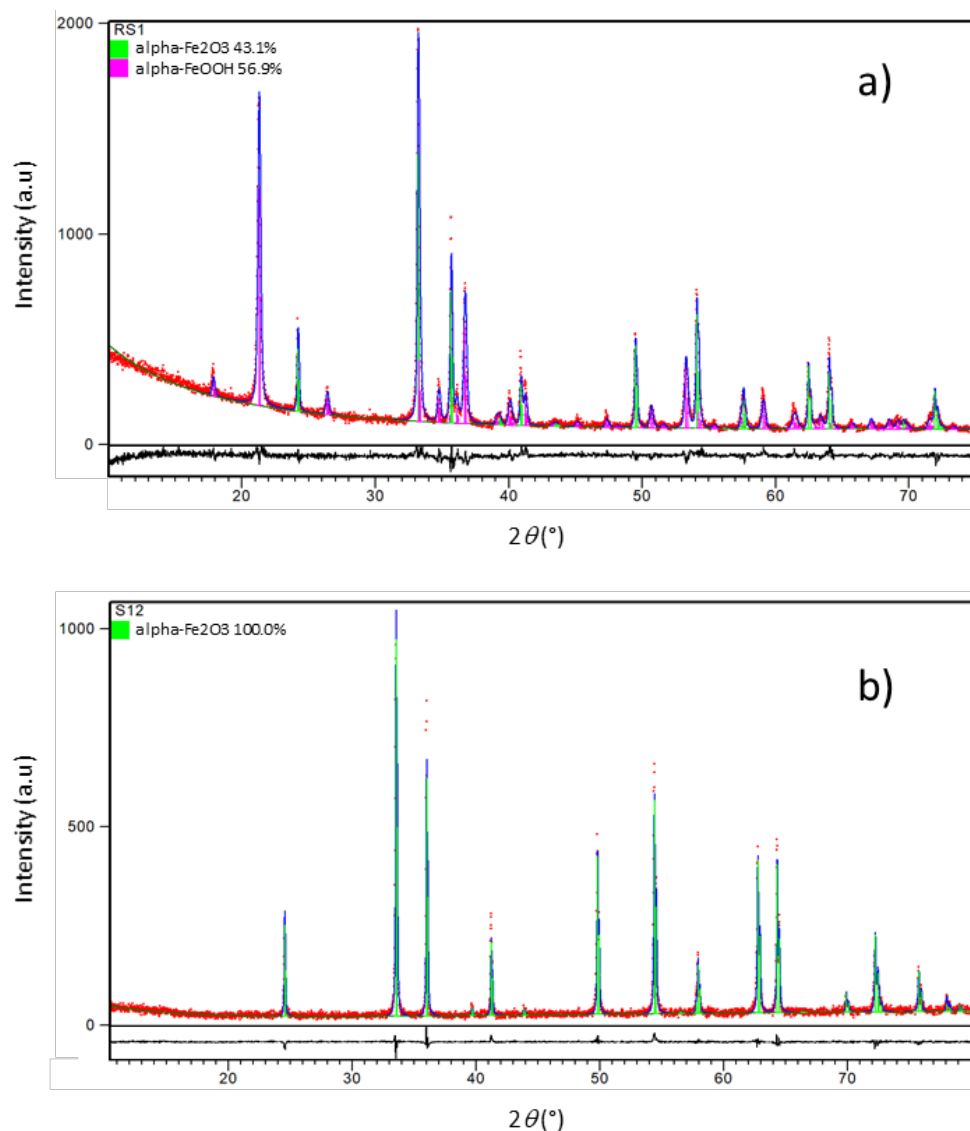 RS1
alpha-Fe2O3 43.1%
alpha-FeOOH 56.9%
a)
2000
1000
0
Intensity (a.u)
20 30 40 50 60 70
2θ(°)
S12
alpha-Fe2O3 100.0%
b)
1000
500
0
Intensity (a.u)
20 30 40 50 60 70
2θ(°)